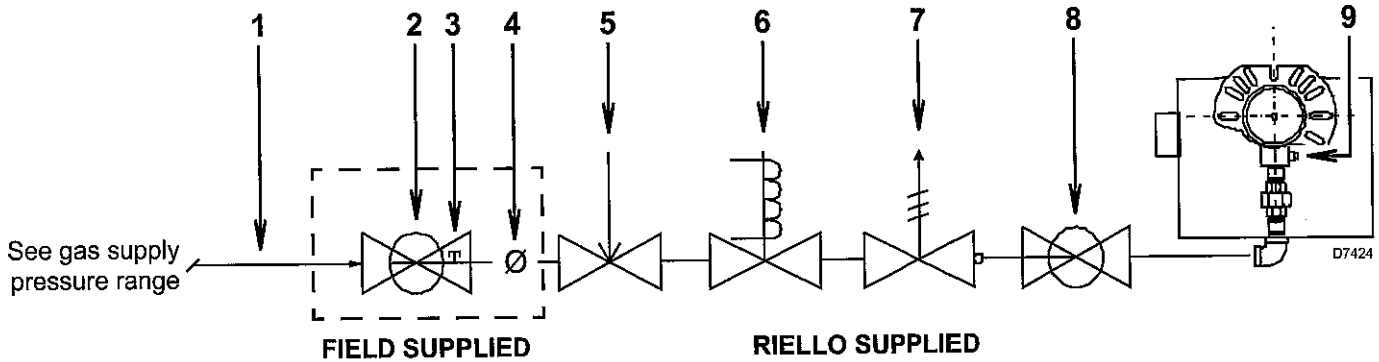 1 2 3 4 5 6 7 8 9
See gas supply
pressure range
T
Ø
D7424
FIELD SUPPLIED
RIELLO SUPPLIED